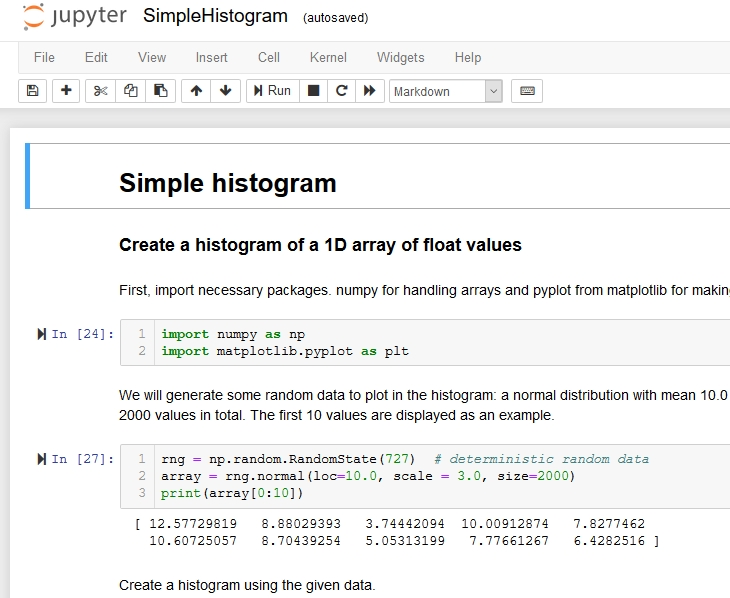 jupyter SimpleHistogram (autosaved)
File Edit View Insert Cell Kernel Widgets Help
Run Markdown
Simple histogram
Create a histogram of a 1D array of float values
First, import necessary packages. numpy for handling arrays and pyplot from matplotlib for makin
In [24]: 1 import numpy as np
2 import matplotlib.pyplot as plt
We will generate some random data to plot in the histogram: a normal distribution with mean 10.0
2000 values in total. The first 10 values are displayed as an example.
In [27]: 1 rng = np.random.RandomState(727)  # deterministic random data
2 array = rng.normal(loc=10.0, scale = 3.0, size=2000)
3 print(array[0:10])
[ 12.57729819 8.88029393 3.74442094 10.00912874 7.8277462
10.60725057 8.70439254 5.05313199 7.77661267 6.4282516 ]
Create a histogram using the given data.